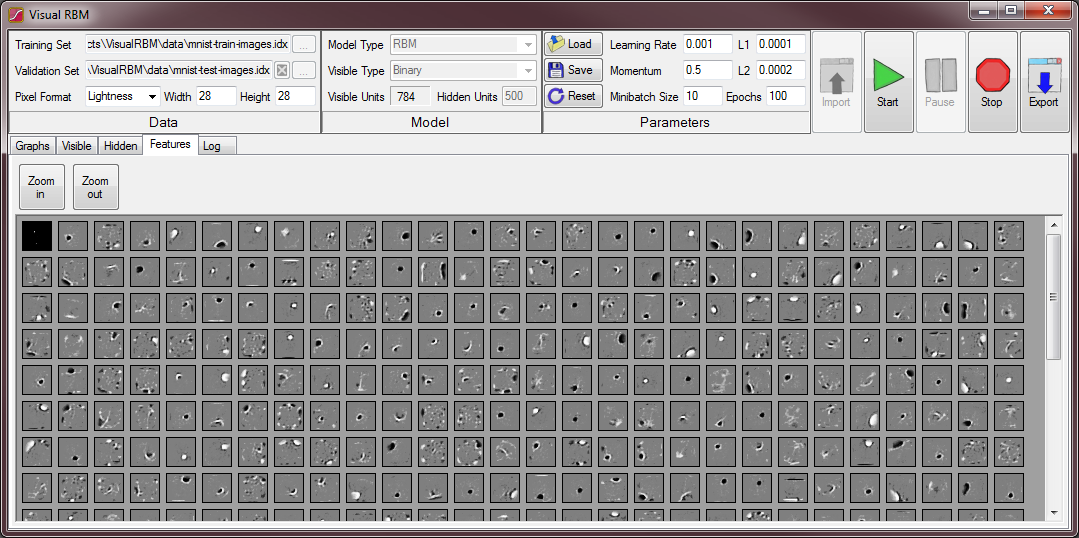 Visual RBM
Training Set :ts\VisualRBM\data\mnist-train-images.idx ...
Validation Set \VisualRBM\data\mnist-test-images.idx ...
Pixel Format Lightness Width 28 Height 28
Data
Model Type RBM
Visible Type Binary
Visible Units 784 Hidden Units 500
Model
Load Learning Rate 0.001 L1 0.0001
Save Momentum 0.5 L2 0.0002
Reset Minibatch Size 10 Epochs 100
Parameters
Import Start Pause Stop Export
Graphs Visible Hidden Features Log
Zoom in
Zoom out